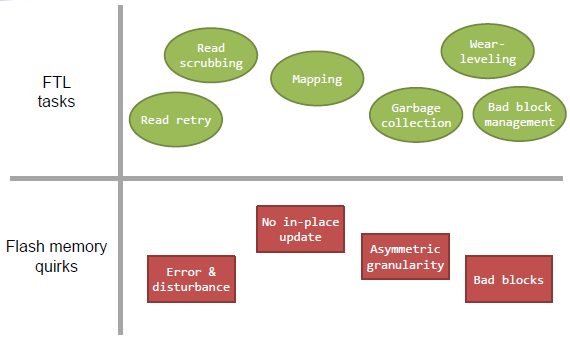 FTL
tasks
Read
scrubbing
Mapping
Wear-
leveling
Read retry
Garbage
collection
Bad block
management
Flash memory
quirks
No in-place
update
Error &
disturbance
Asymmetric
granularity
Bad blocks